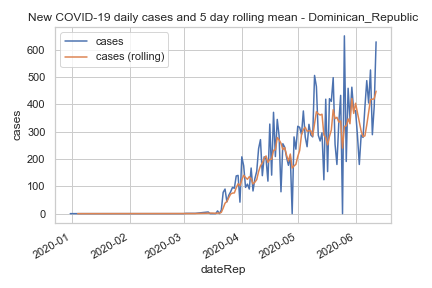 New COVID-19 daily cases and 5 day rolling mean - Dominican_Republic
cases
cases (rolling)
600
500
400
300
200
100
0
cases
2020-01
2020-02
2020-03
2020-04
2020-05
2020-06
dateRep